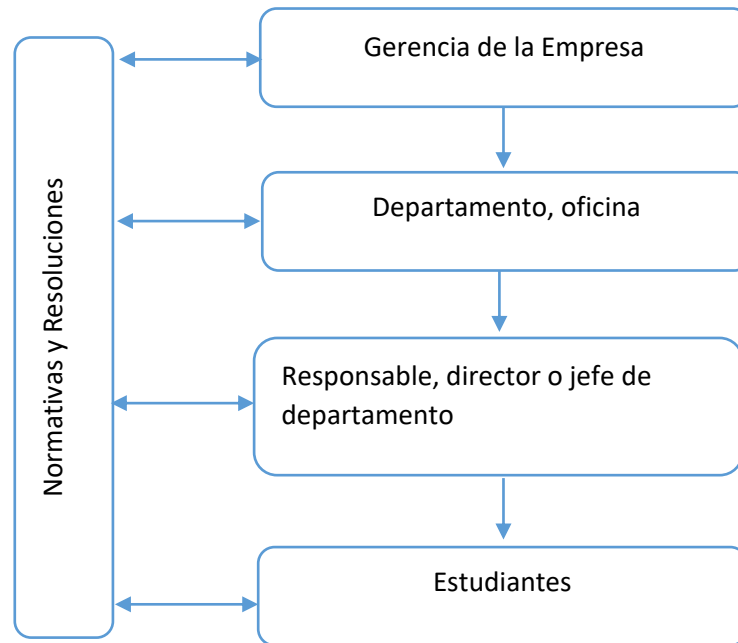 Gerencia de la Empresa
Normativas y Resoluciones
Departamento, oficina
Responsable, director o jefe de
departamento
Estudiantes